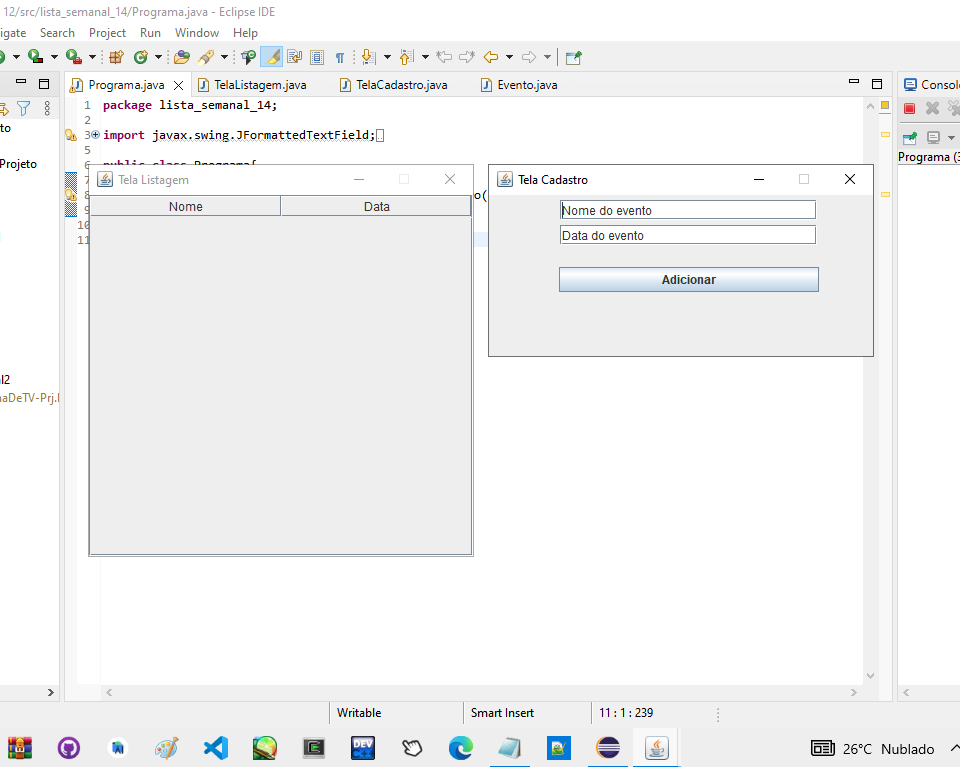 12/src/lista_semanal_14/Programa.java - Eclipse IDE
igate Search Project Run Window Help
Programa.java TelaListagem.java TelaCadastro.java Evento.java Consol
1 package lista_semanal_14;
2
3 import javax.swing.JFormattedTextField;
5
6 public class Programa{
7
8 o(
9
10
11
to
Projeto
l2
naDeTV-Prj.l
Programa (3
Tela Listagem
Nome Data
Tela Cadastro
Nome do evento
Data do evento
Adicionar
Writable Smart Insert 11 : 1 : 239
DEV
26°C Nublado